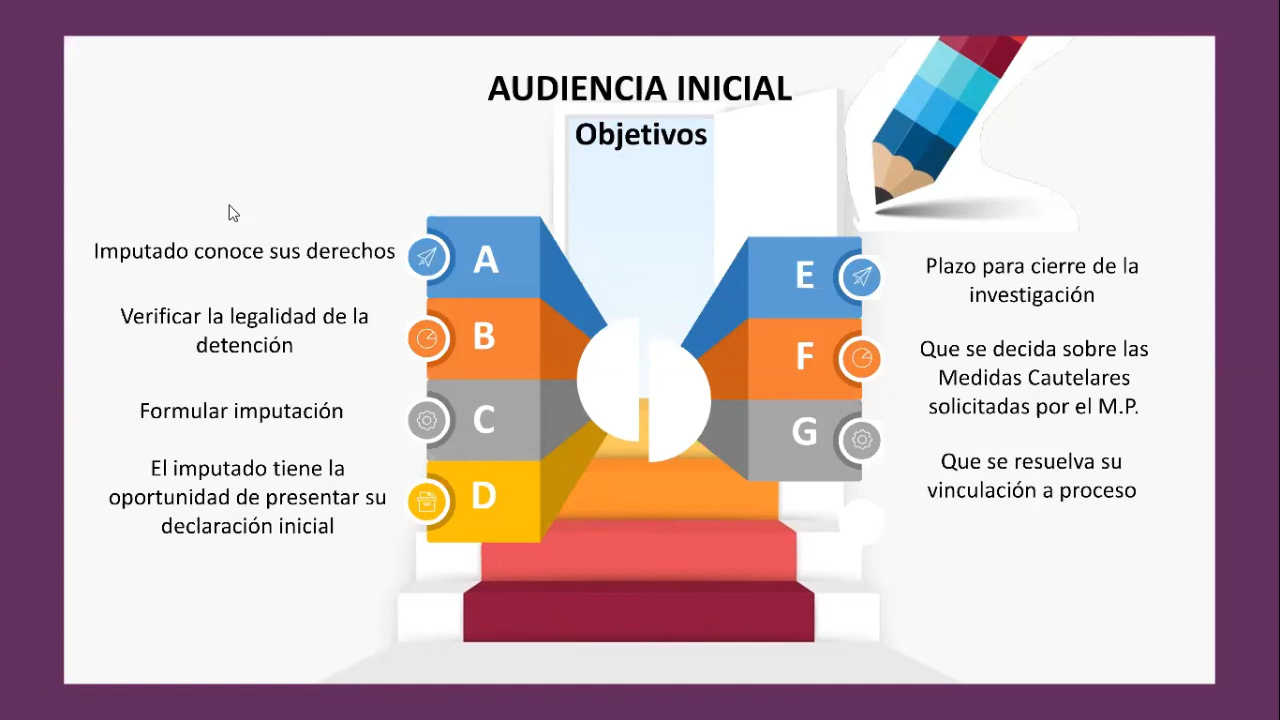 AUDIENCIA INICIAL
Objetivos
A
Imputado conoce sus derechos
B
Verificar la legalidad de la
detención
C
Formular imputación
D
El imputado tiene la
oportunidad de presentar su
declaración inicial
E
Plazo para cierre de la
investigación
F
Que se decida sobre las
Medidas Cautelares
solicitadas por el M.P.
G
Que se resuelva su
vinculación a proceso